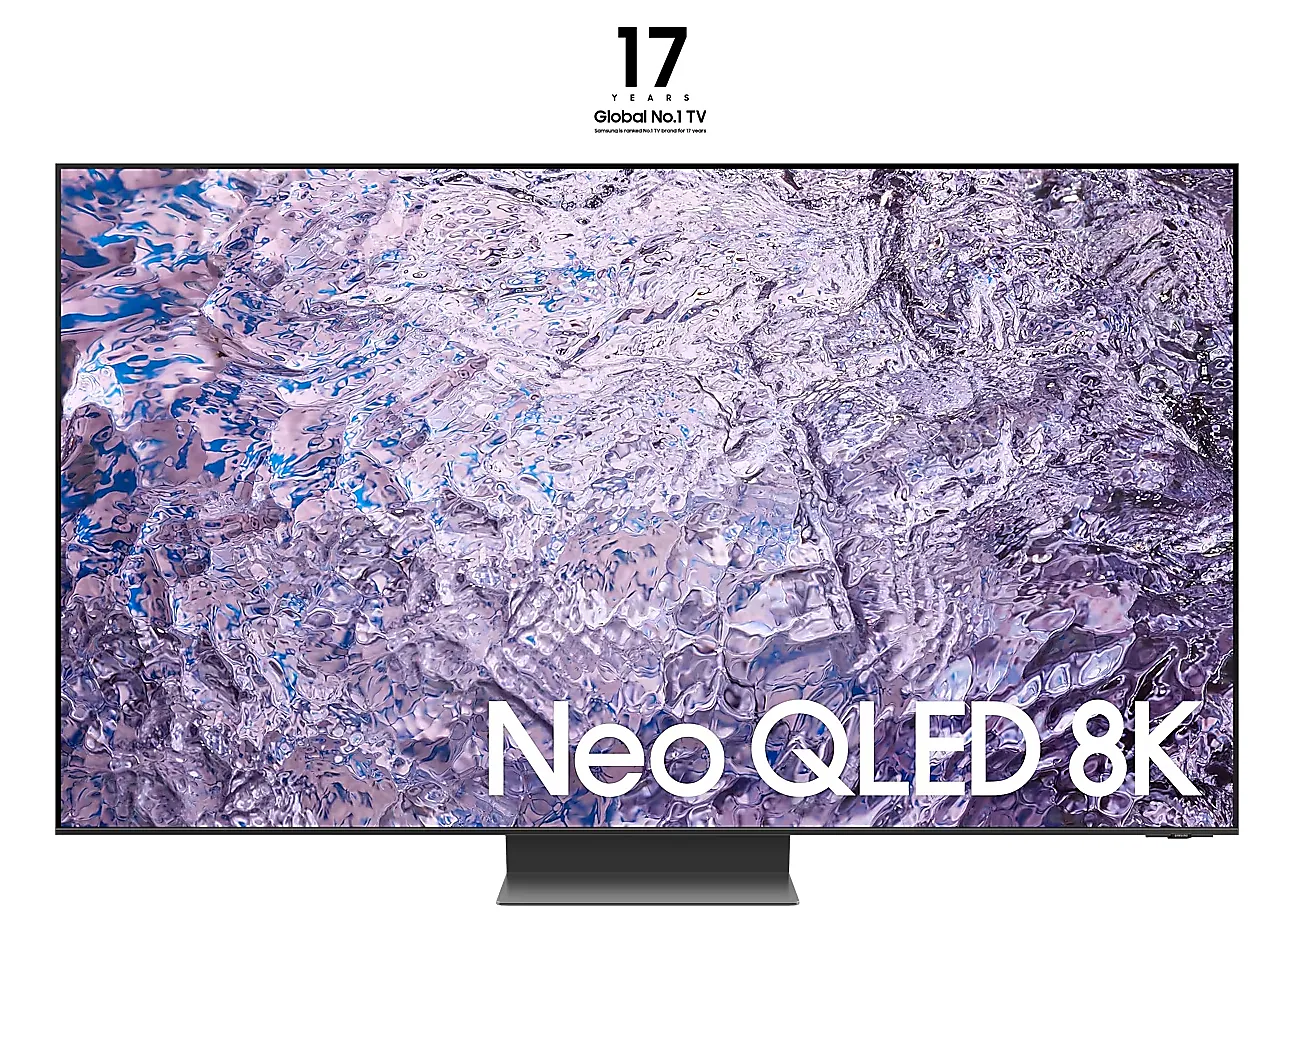 17
YEARS
Global No.1 TV
Samsung is ranked No.1 TV brand for 17 years
Neo QLED 8K
SAMSUNG